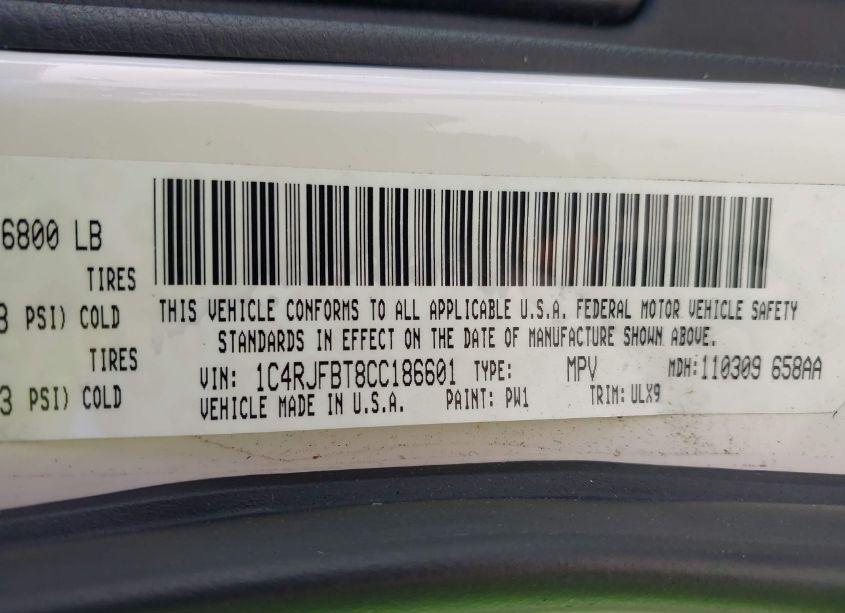 6800 LB
TIRES
3 PSI) COLD
TIRES
3 PSI) COLD
THIS VEHICLE CONFORMS TO ALL APPLICABLE U.S.A. FEDERAL MOTOR VEHICLE SAFETY
STANDARDS IN EFFECT ON THE DATE OF MANUFACTURE SHOWN ABOVE.
VIN: 1C4RJFBT8CC186601 TYPE: MPV MDH:110309 658AA
VEHICLE MADE IN U.S.A. PAINT: PW1 TRIM:ULX9